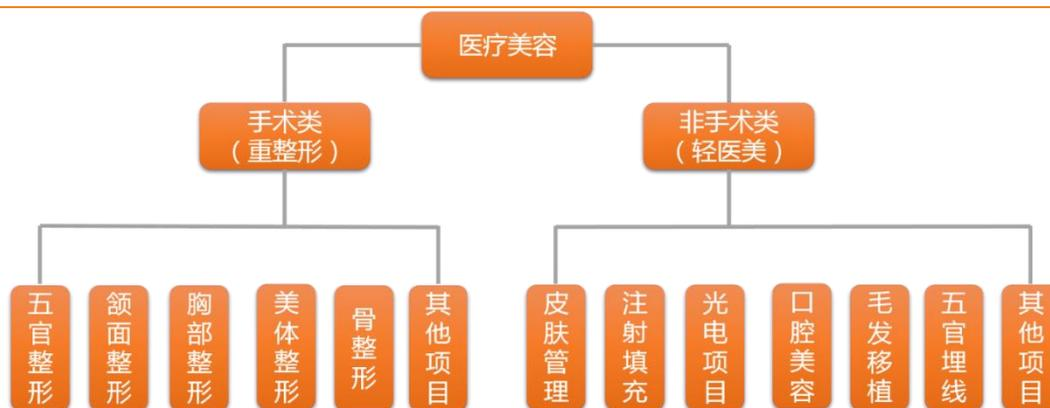 医疗美容
手术类
（重整形）
非手术类
（轻医美）
五官整形
颌面整形
胸部整形
美体整形
骨整形
其他项目
皮肤管理
注射填充
光电项目
口腔美容
毛发移植
五官埋线
其他项目